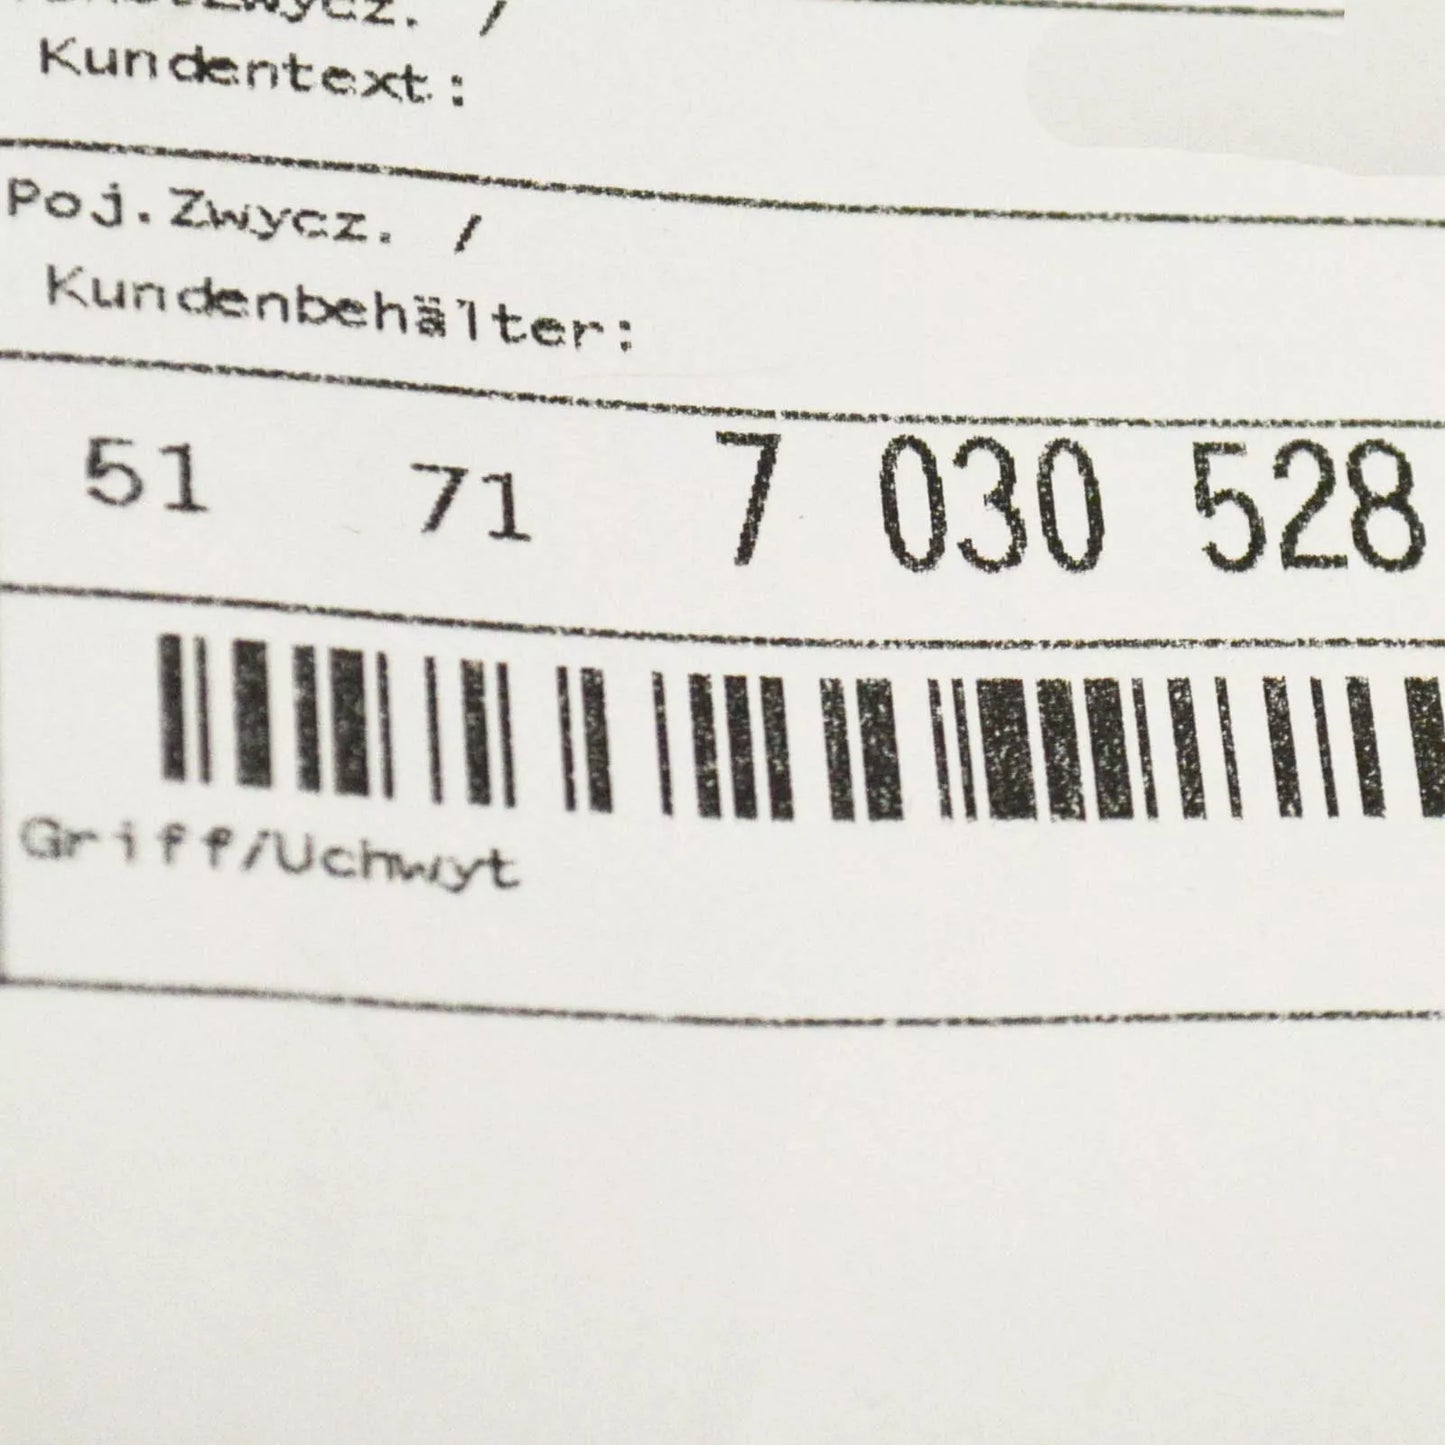 Kundentext:
Poj.Zwycz. /
Kundenbehälter:
51 71 7 030 528
Griff/Uchwyt